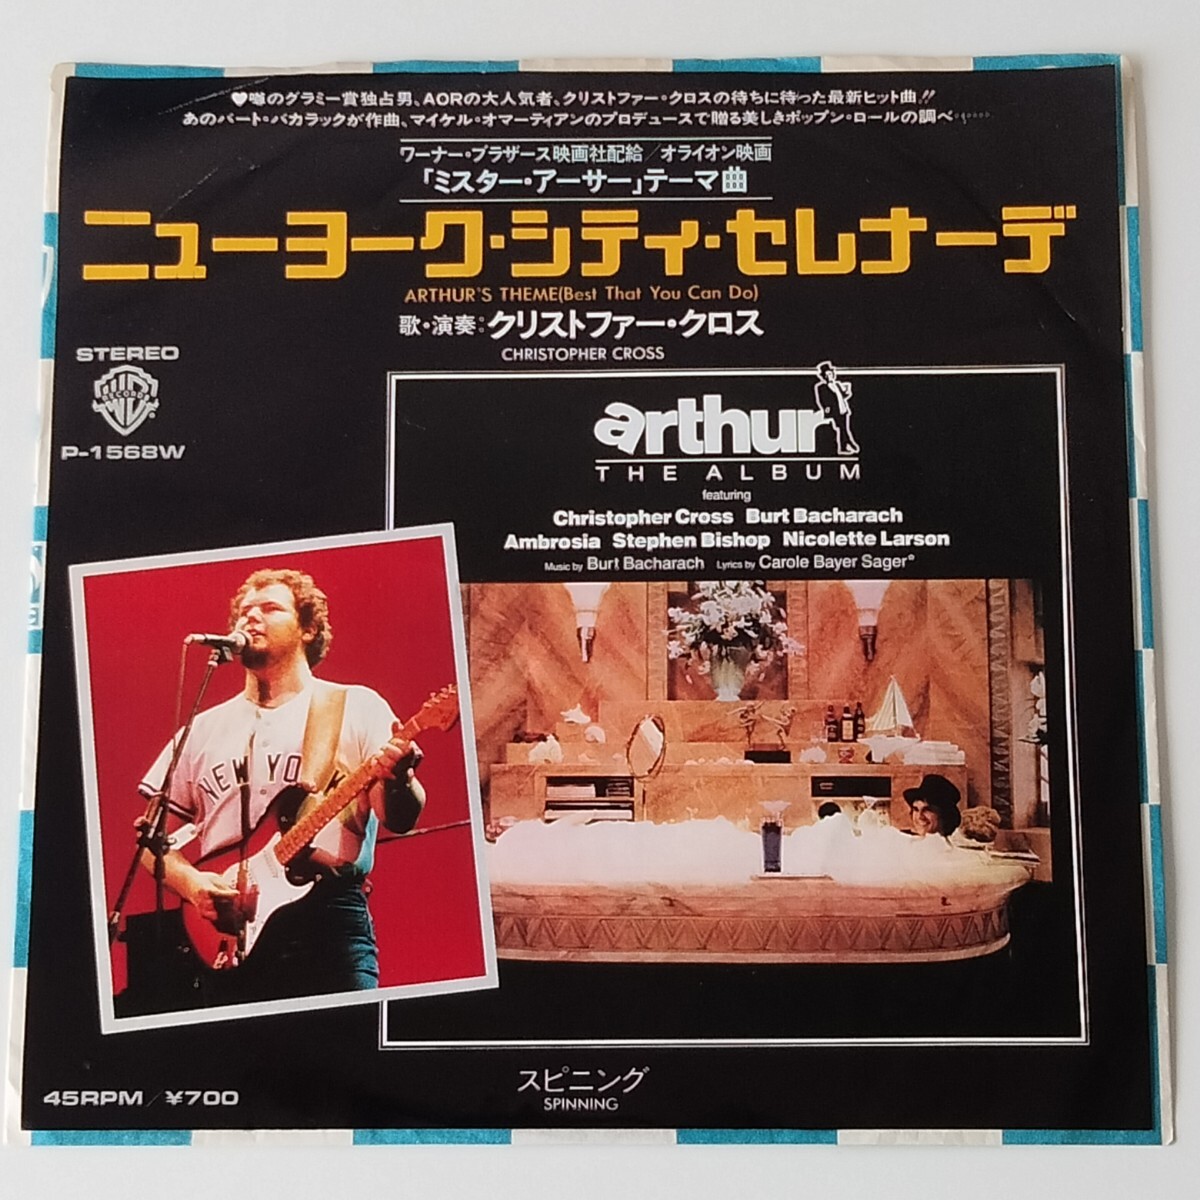 ♥噂のグラミー賞独占男、AORの大人気者、クリストファー・クロスの待ちに待った最新ヒット曲!!
あのバート・バカラックが作曲、マイケル・オマーティアンのプロデュースで贈る美しきポップン・ロールの調べ……
ワーナー・ブラザース映画社配給／オライオン映画
「ミスター・アーサー」テーマ曲
ニューヨーク・シティ・セレナーデ
ARTHUR'S THEME(Best That You Can Do)
歌・演奏:クリストファー・クロス
CHRISTOPHER CROSS
STEREO
RECORDS
P-1568W
arthur
THE ALBUM
featuring
Christopher Cross Burt Bacharach
Ambrosia Stephen Bishop Nicolette Larson
Music by Burt Bacharach Lyrics by Carole Bayer Sager
NEW YO K
45RPM/¥700
スピニング
SPINNING